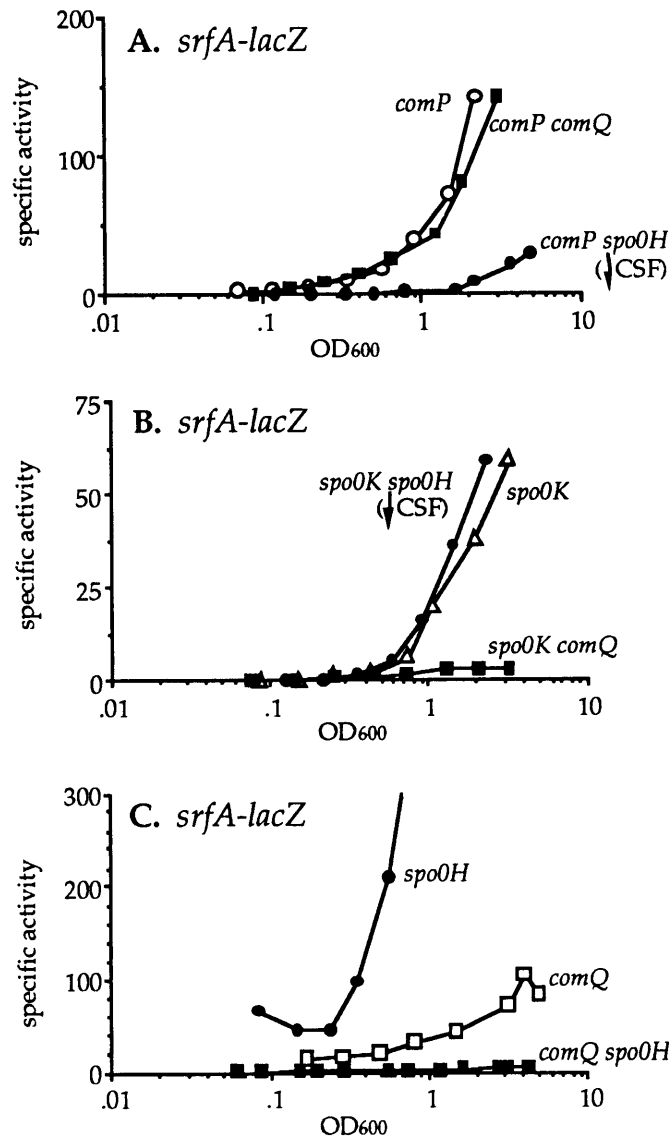 A. srfA-lacZ
specific activity
200
100
0
comP
comP comQ
comP spo0H
(↓CSF)
.01
.1
1
10
OD600
B. srfA-lacZ
specific activity
75
50
25
0
spo0K spo0H
(↓CSF)
spo0K
spo0K comQ
.01
.1
1
10
OD600
C. srfA-lacZ
specific activity
300
200
100
0
spo0H
comQ
comQ spo0H
.01
.1
1
10
OD600